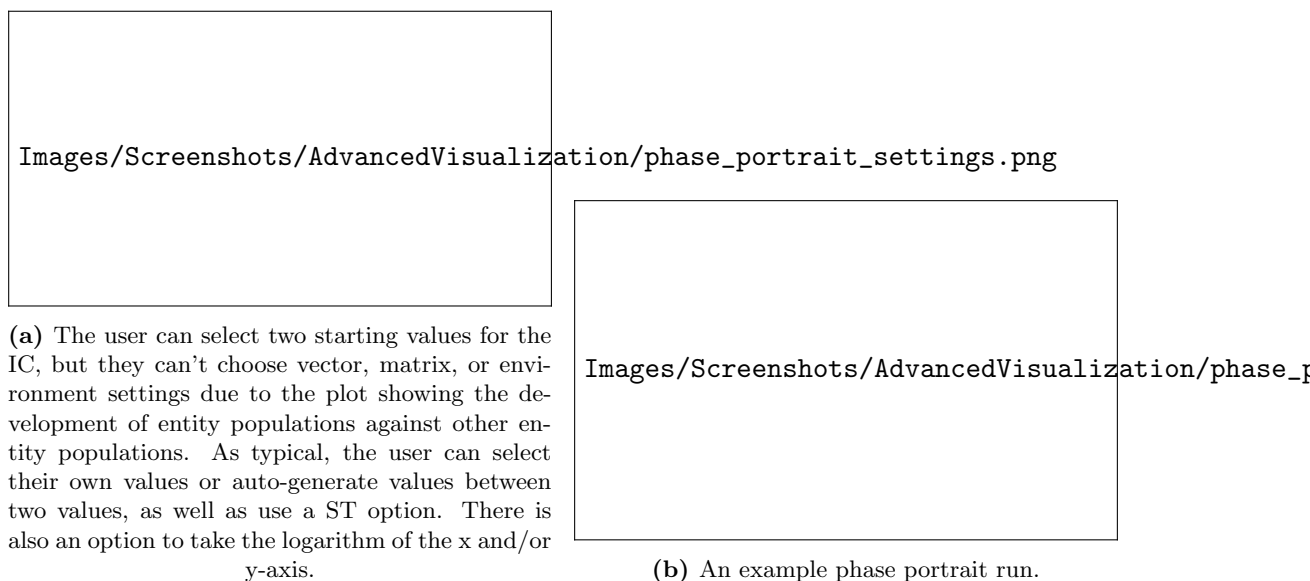 Images/Screenshots/AdvancedVisualization/phase_portrait_settings.png
(a) The user can select two starting values for the
IC, but they can't choose vector, matrix, or envi-
ronment settings due to the plot showing the de-
velopment of entity populations against other en-
tity populations. As typical, the user can select
their own values or auto-generate values between
two values, as well as use a ST option. There is
also an option to take the logarithm of the x and/or
y-axis.
Images/Screenshots/AdvancedVisualization/phase_p
(b) An example phase portrait run.